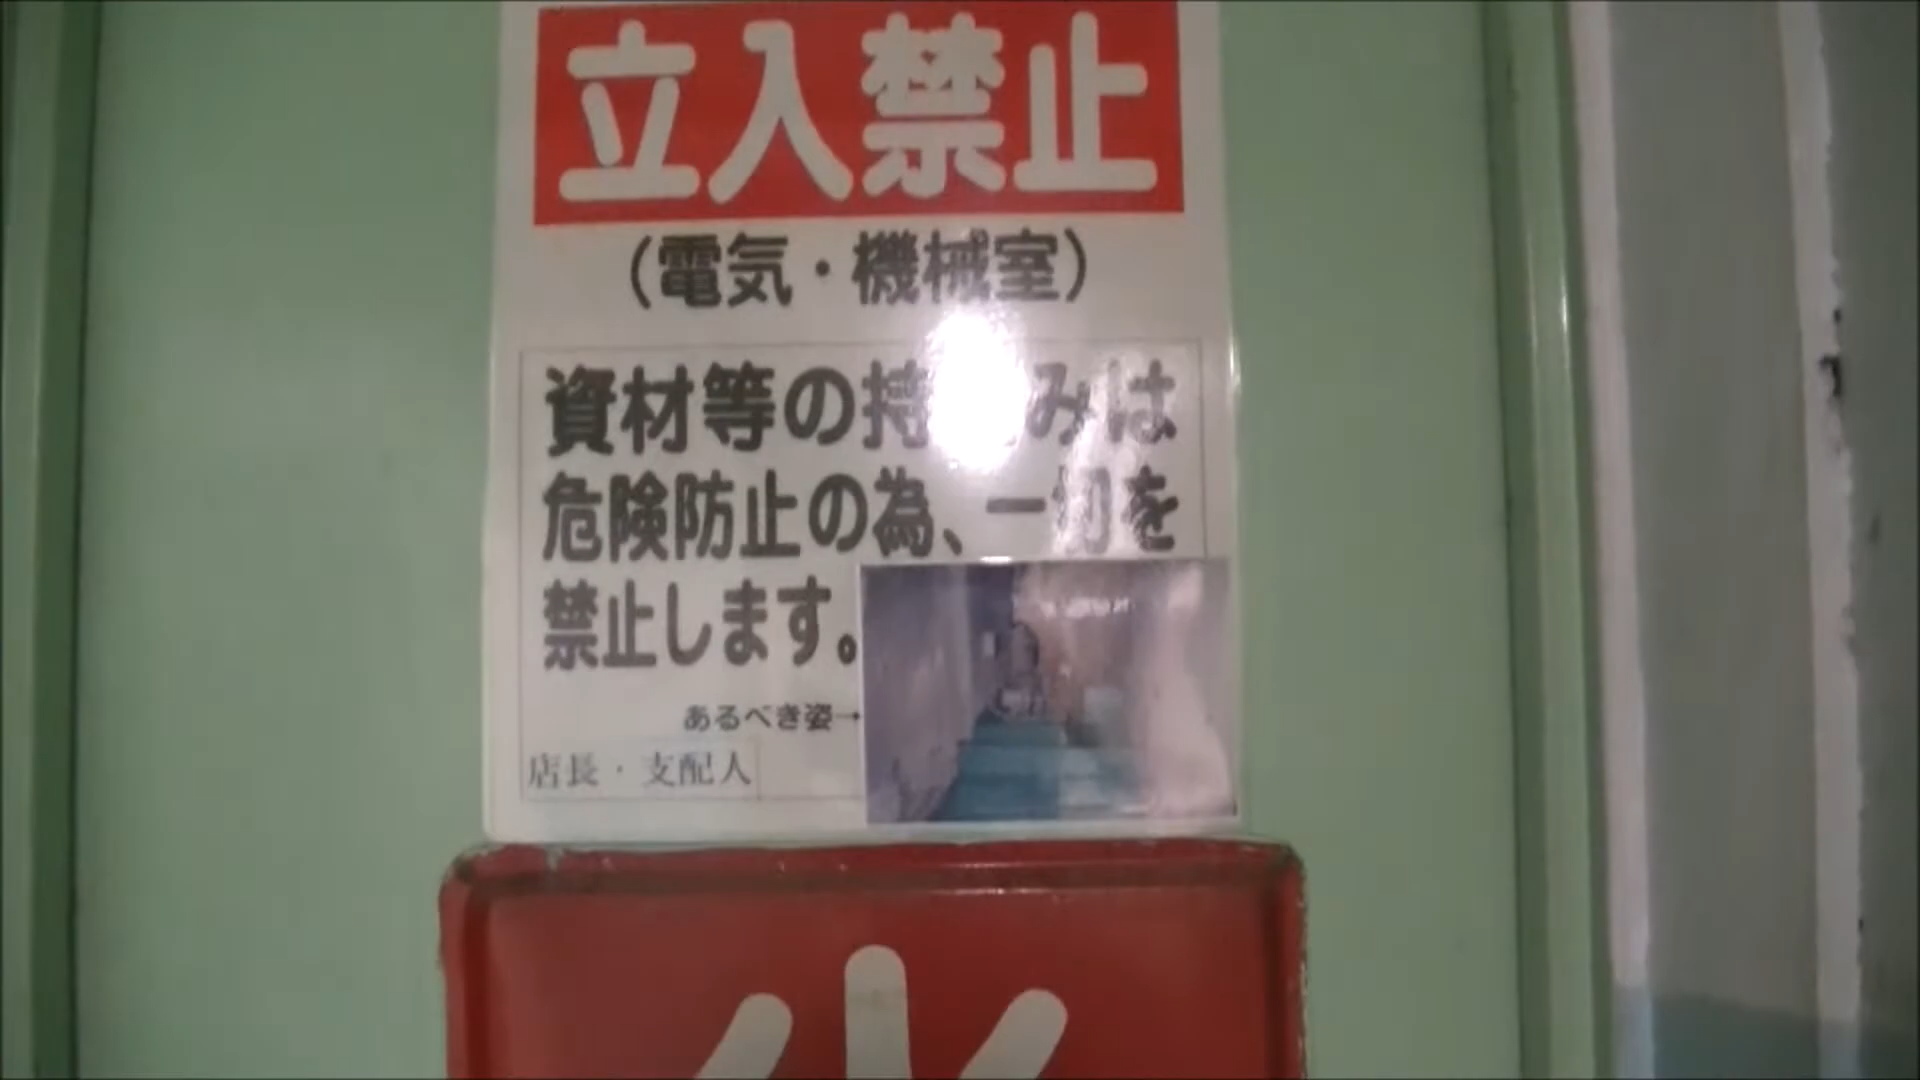 立入禁止
（電気・機械室）
資材等の持 みは
危険防止の為、一切を
禁止します。
あるべき姿→
店長・支配人